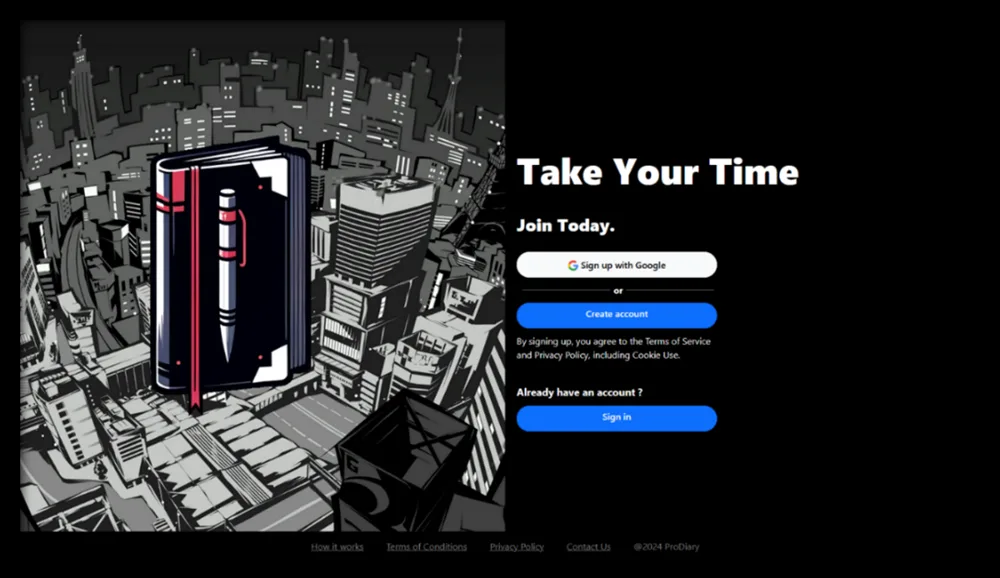 Take Your Time
Join Today.
Sign up with Google
or
Create account
By signing up, you agree to the Terms of Service
and Privacy Policy, including Cookie Use.
Already have an account ?
Sign in
How it works Terms of Conditions Privacy Policy Contact Us @2024 ProDiary